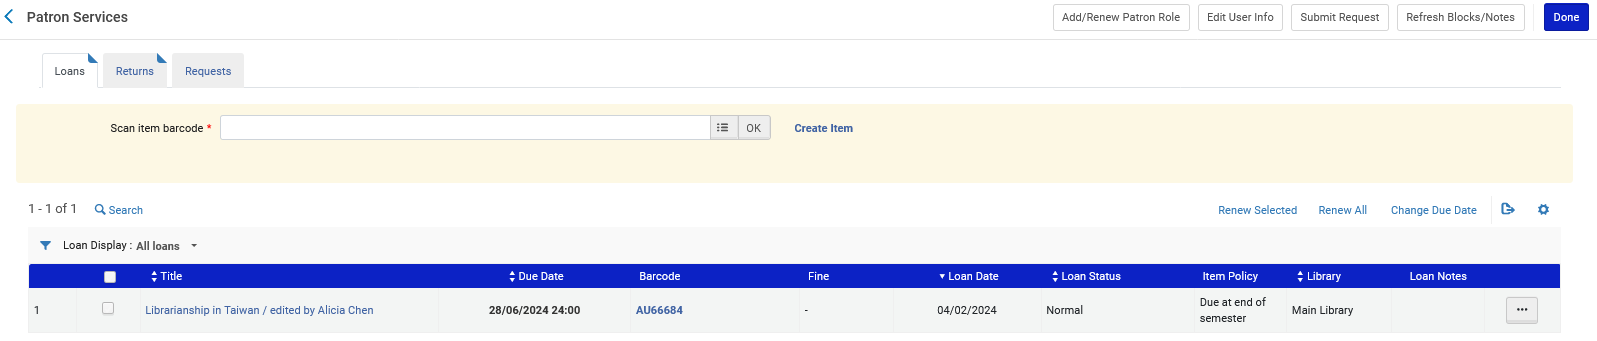 Patron Services Add/Renew Patron Role Edit User Info Submit Request Refresh Blocks/Notes Done
Loans Returns Requests
Scan item barcode * OK Create Item
1 - 1 of 1 Search Renew Selected Renew All Change Due Date
Loan Display : All loans
Title Due Date Barcode Fine Loan Date Loan Status Item Policy Library Loan Notes
1 Librarianship in Taiwan / edited by Alicia Chen 28/06/2024 24:00 AU66684 - 04/02/2024 Normal Due at end of semester Main Library